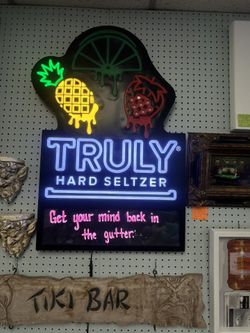 TRULY
HARD SELTZER
Get your mind back in
the gutter.
TIKI BAR